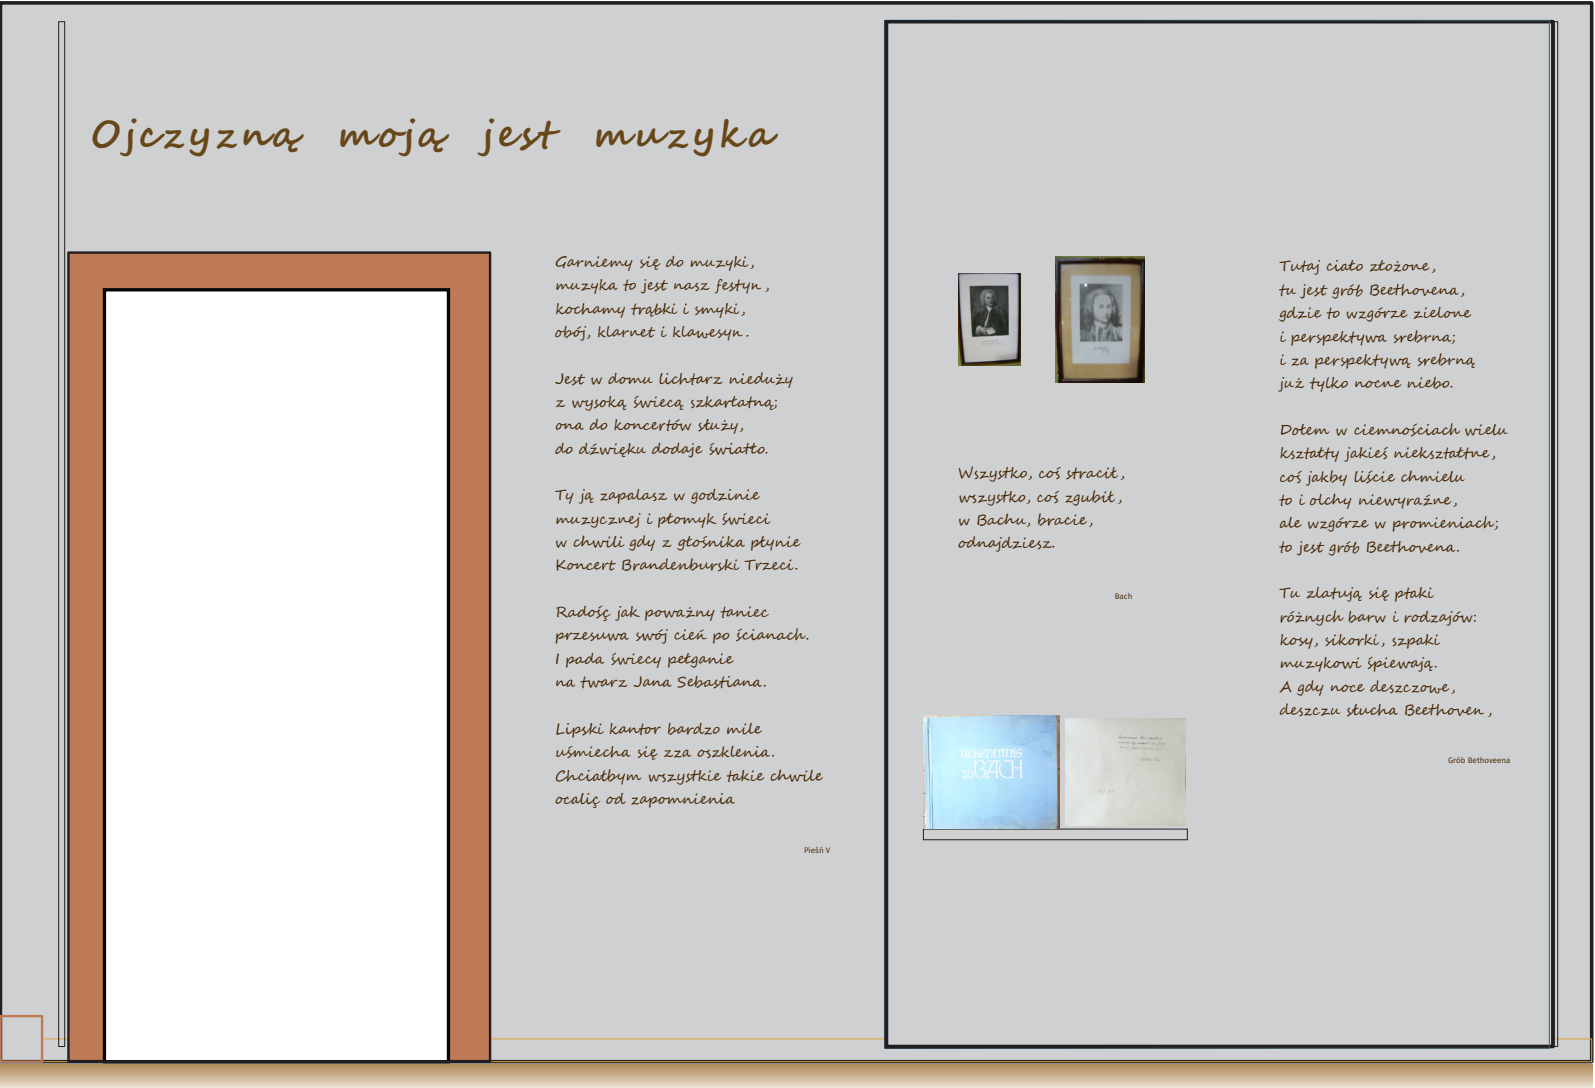 Ojczyzną moją jest muzyka
Garniemy się do muzyki,
muzyka to jest nasz festyn,
kochamy trąbki i smyki,
obój, klarnet i klawesyn.
Jest w domu lichtarz nieduży
z wysoką świecą szkarłatną;
ona do koncertów służy,
do dźwięku dodaje światło.
Ty ją zapalasz w godzinie
muzycznej i płomyk świeci
w chwili gdy z głośnika płynie
Koncert Brandenburski Trzeci.
Radośç jak poważny taniec
przesuwa swój cień po ścianach.
I pada świecy pełganie
na twarz Jana Sebastiana.
Lipski kantor bardzo mile
uśmiecha się zza oszklenia.
Chciałbym wszystkie takie chwile
ocaliç od zapomnienia
Pieśń V
Wszystko, coś stracił,
wszystko, coś zgubił,
w Bachu, bracie,
odnajdziesz.
Bach
BEKENNTNIS
ZU BACH
Tutaj ciało złożone,
tu jest grób Beethovena,
gdzie to wzgórze zielone
i perspektywa srebrna;
i za perspektywą srebrną
już tylko nocne niebo.
Dołem w ciemnościach wielu
kształty jakieś niekształtne,
coś jakby liście chmielu
to i olchy niewyraźne,
ale wzgórze w promieniach;
to jest grób Beethovena.
Tu zlatują się ptaki
różnych barw i rodzajów:
kosy, sikorki, szpaki
muzykowi śpiewają.
A gdy noce deszczowe,
deszczu słucha Beethoven,
Grób Bethoveena